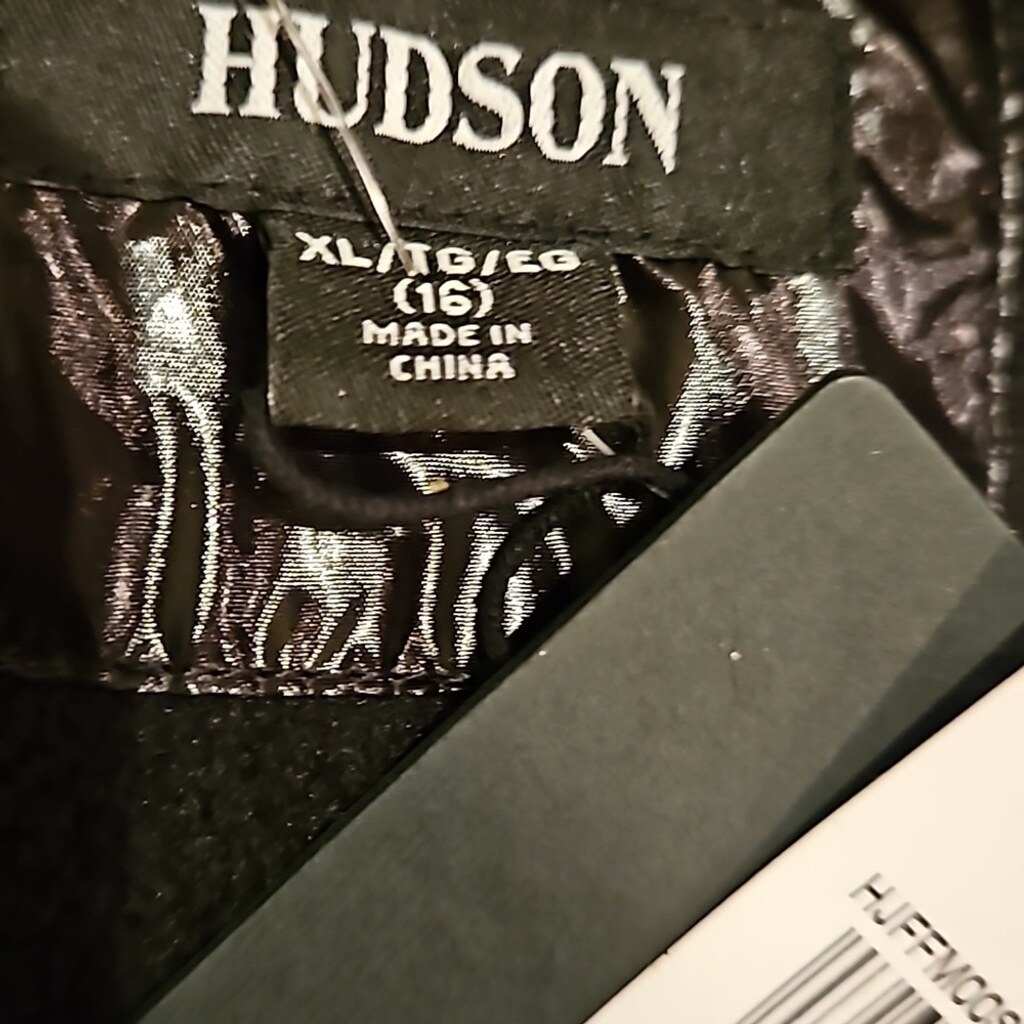 HUDSON
XL/TG/EG
(16)
MADE IN
CHINA